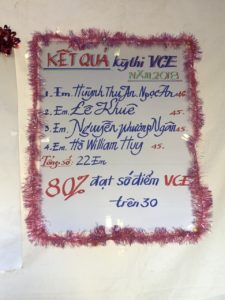 KẾT QUẢ kỳ thi VCE
NĂM 2018
1. Em. Huỳnh Thụy An. Ngọc Ân 46.
2. Em. Lê Khuê 45.
3. Em. Nguyễn Phương Ngân 45.
4. Em. Hồ William Huy 45.
Tổng số: 22 Em
80% đạt số điểm VCE
trên 30